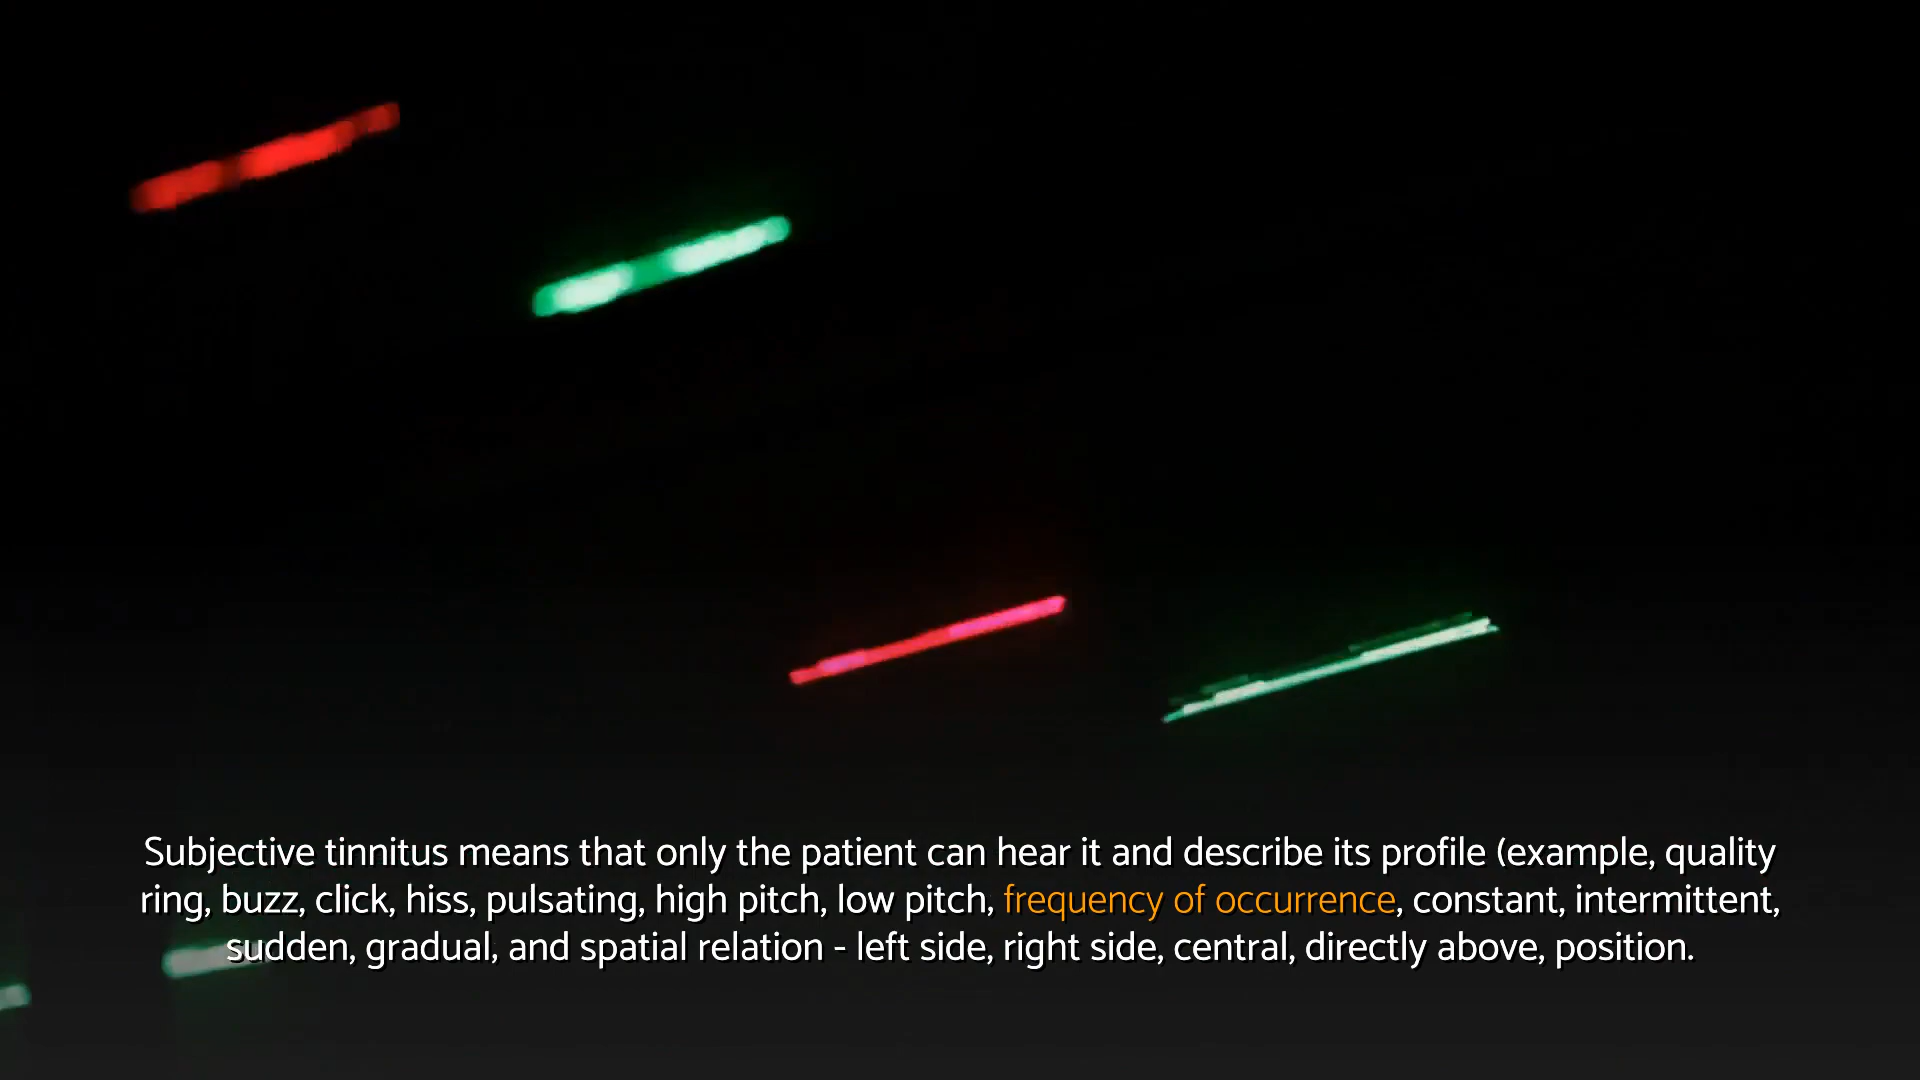 Subjective tinnitus means that only the patient can hear it and describe its profile (example, quality
ring, buzz, click, hiss, pulsating, high pitch, low pitch, frequency of occurrence, constant, intermittent,
sudden, gradual, and spatial relation - left side, right side, central, directly above, position.